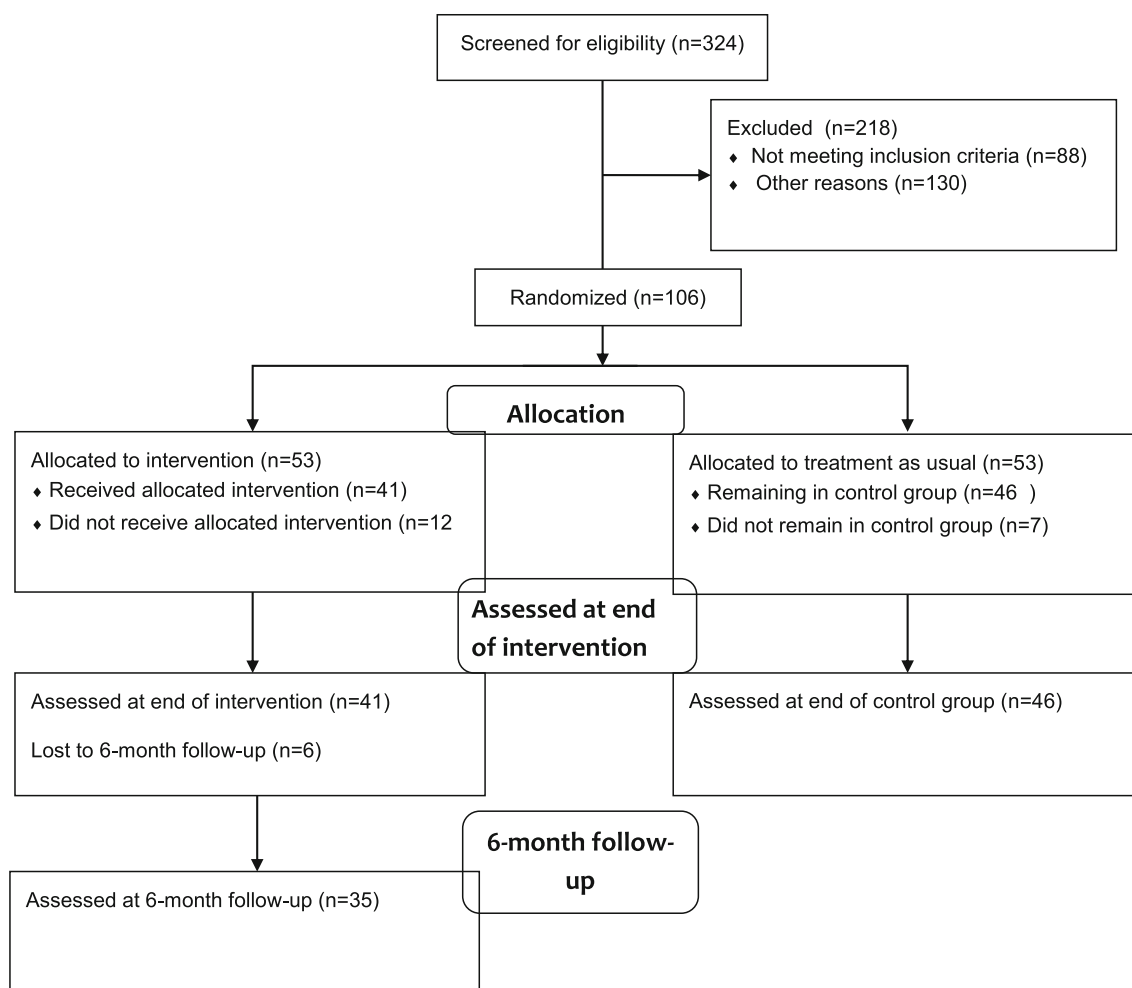 Screened for eligibility (n=324)
Excluded (n=218)
♦ Not meeting inclusion criteria (n=88)
♦ Other reasons (n=130)
Randomized (n=106)
Allocation
Allocated to intervention (n=53)
♦ Received allocated intervention (n=41)
♦ Did not receive allocated intervention (n=12
Allocated to treatment as usual (n=53)
♦ Remaining in control group (n=46 )
♦ Did not remain in control group (n=7)
Assessed at end
of intervention
Assessed at end of intervention (n=41)
Lost to 6-month follow-up (n=6)
Assessed at end of control group (n=46)
6-month follow-
up
Assessed at 6-month follow-up (n=35)